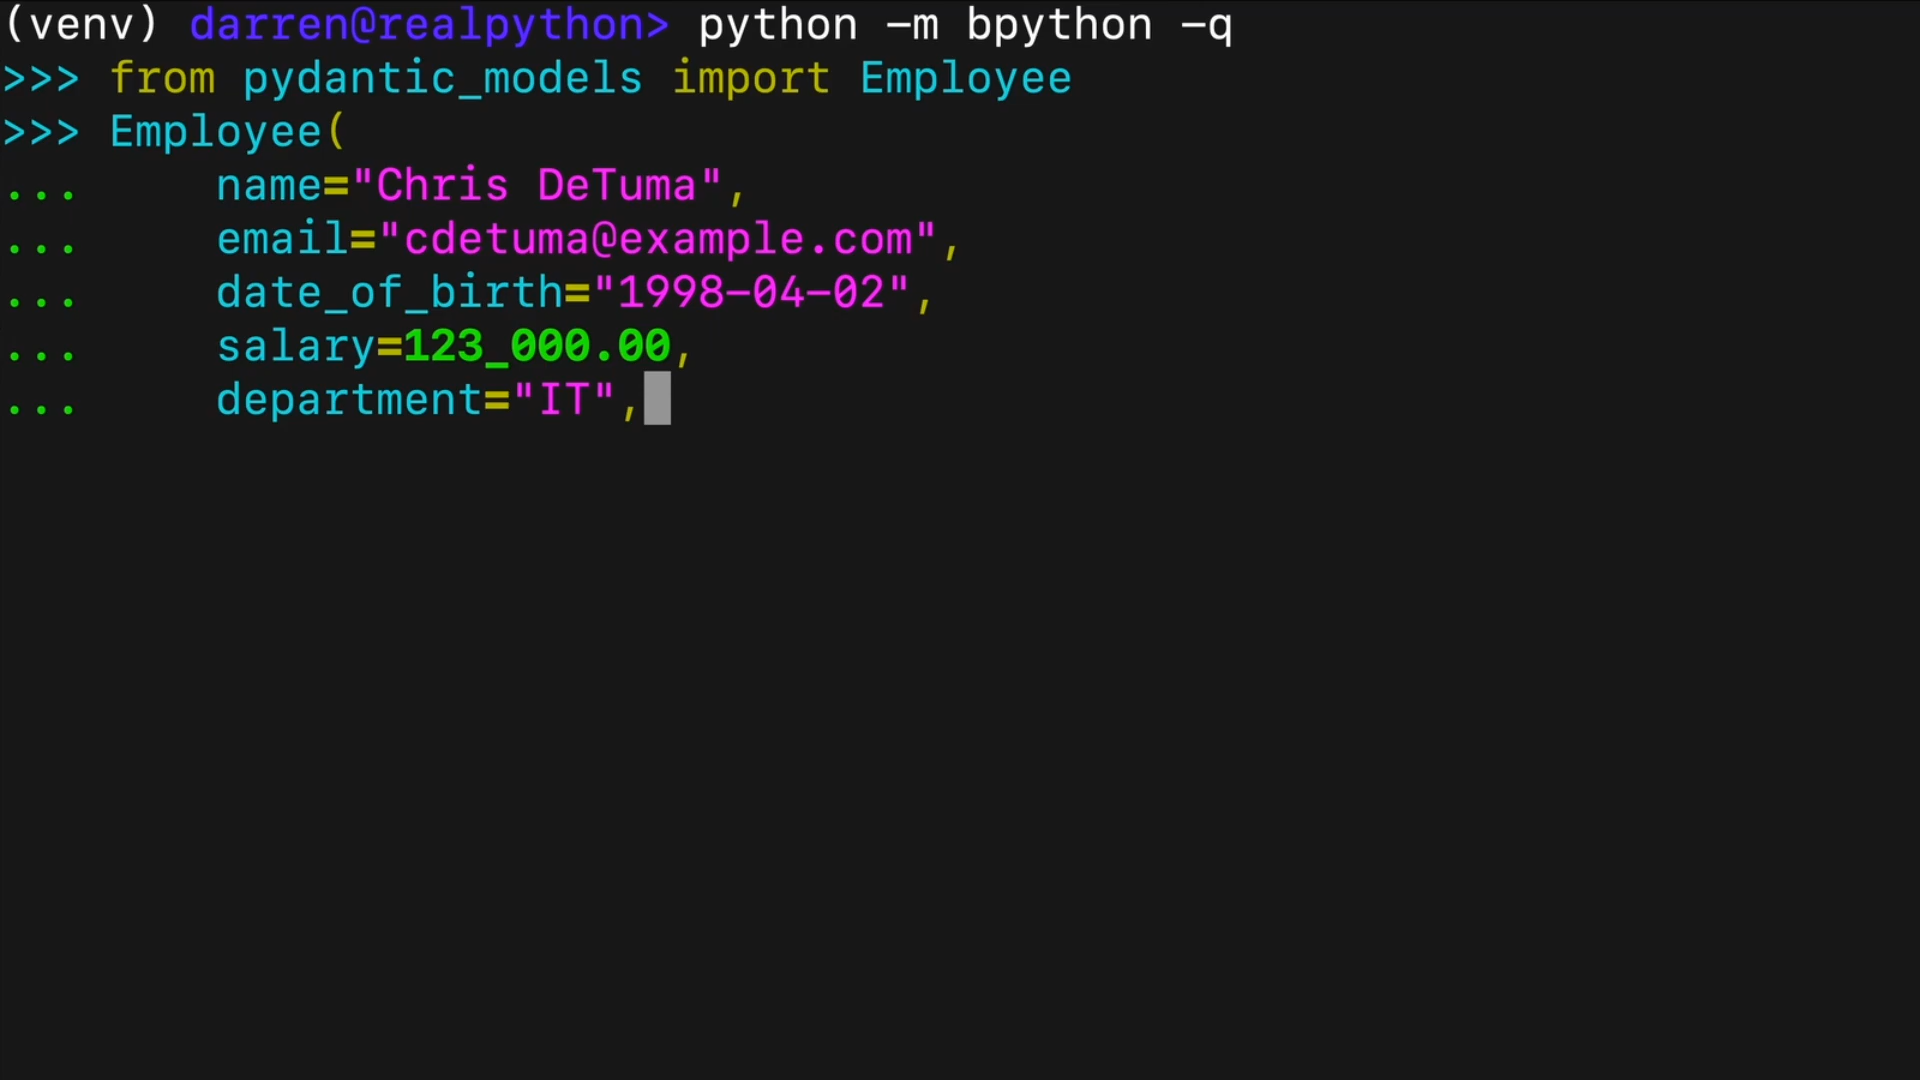 (venv) darren@realpython> python -m bpython -q
>>> from pydantic_models import Employee
>>> Employee(
...     name="Chris DeTuma",
...     email="cdetuma@example.com",
...     date_of_birth="1998-04-02",
...     salary=123_000.00,
...     department="IT",